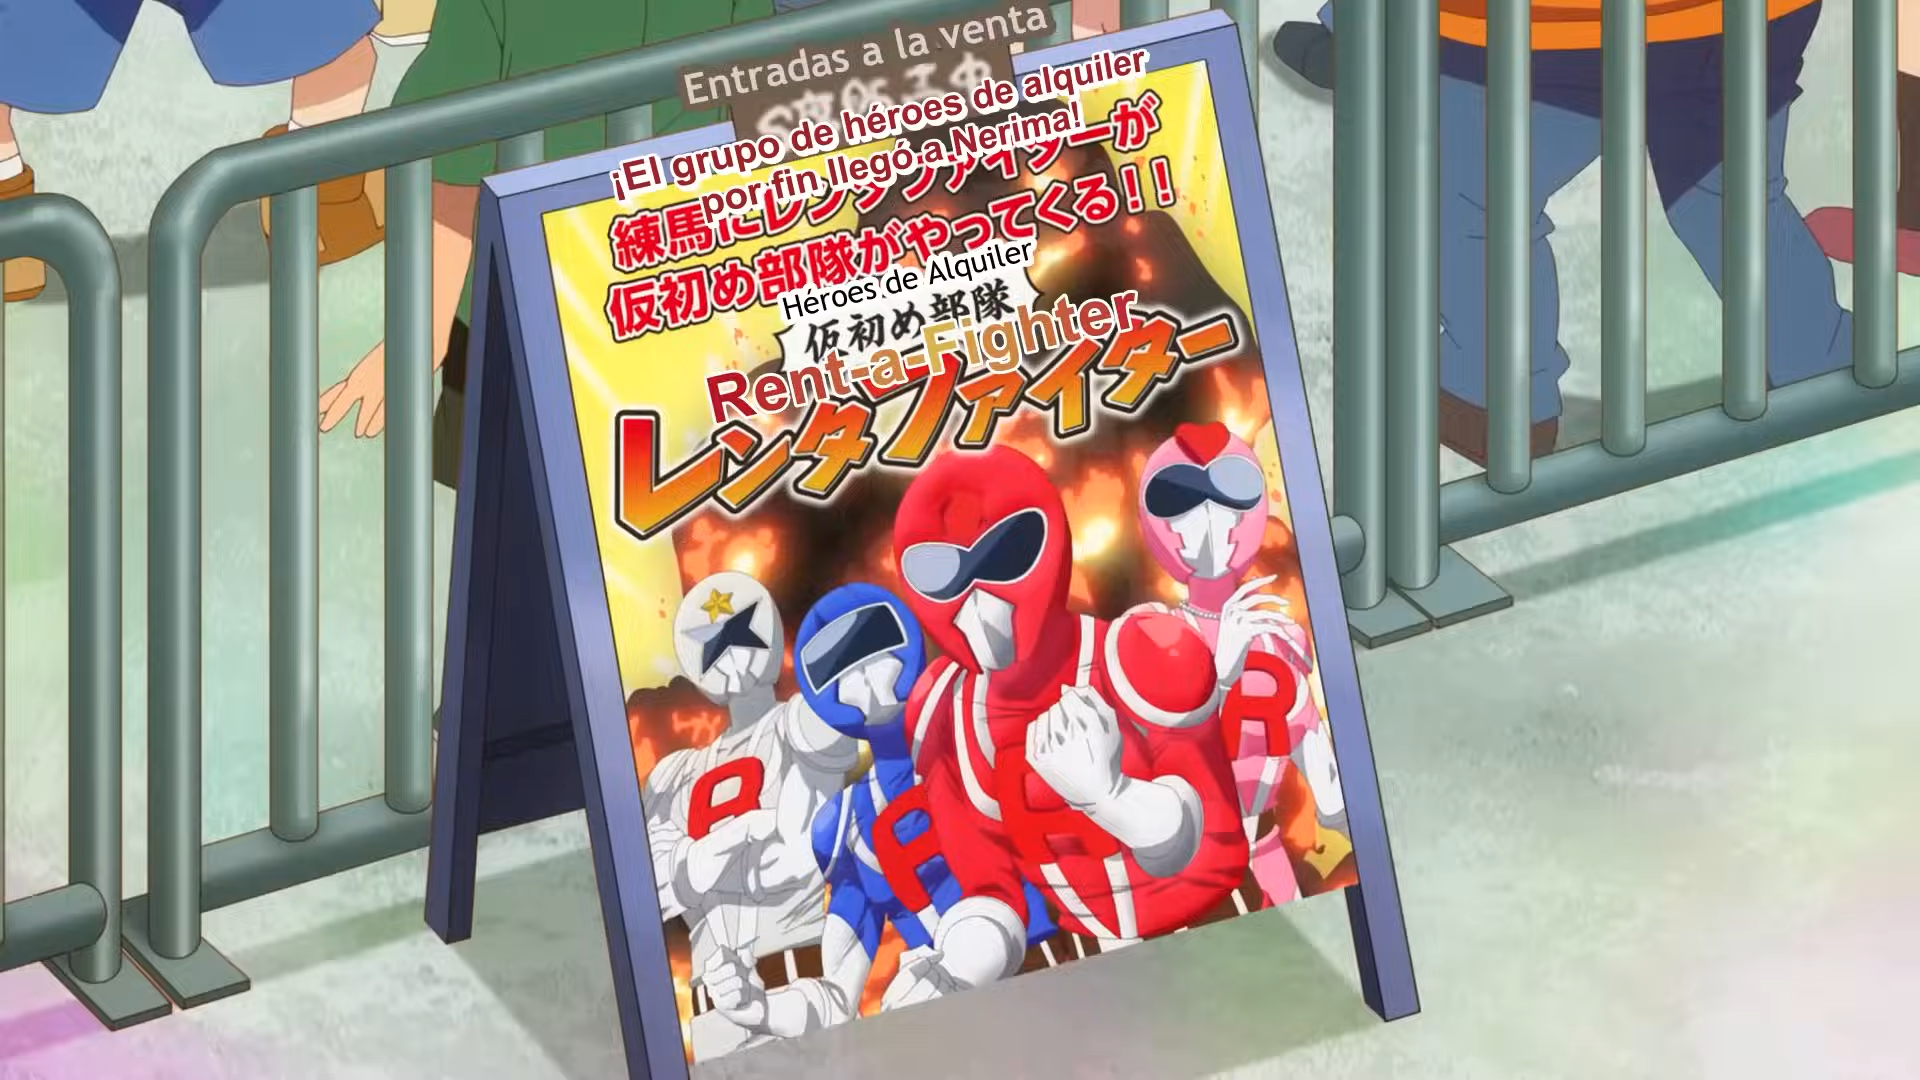 Entradas a la venta
¡El grupo de héroes de alquiler
por fin llegó a Nerima!
練馬にレンタファイターが
仮初め部隊がやってくる!!
Héroes de Alquiler
仮初め部隊
Rent-a-Fighter
レンタファイター
R
R
R
R